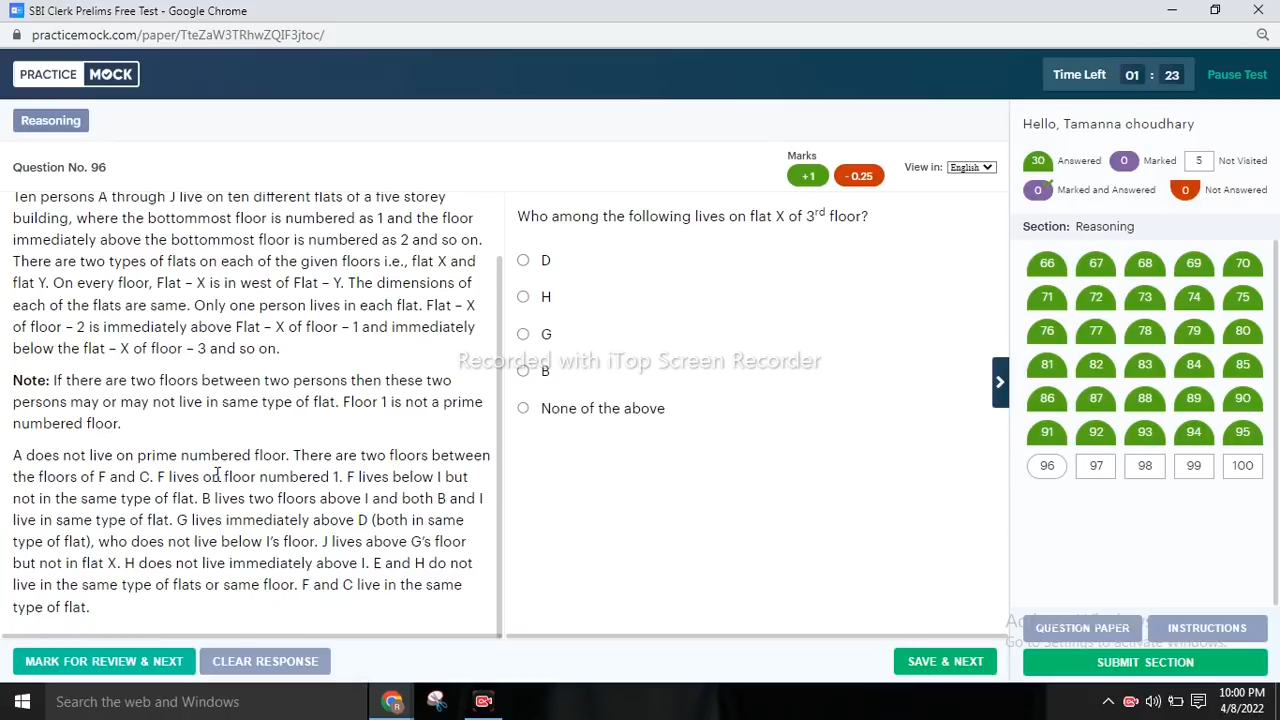 SBI Clerk Prelims Free Test - Google Chrome
practicemock.com/paper/TteZaW3TRhwZQIF3jtoc/
PRACTICE MOCK
Time Left 01 : 23 Pause Test
Reasoning
Question No. 96
Marks
+ 1 - 0.25
View in: English
Ten persons A through J live on ten different flats of a five storey
building, where the bottommost floor is numbered as 1 and the floor
immediately above the bottommost floor is numbered as 2 and so on.
There are two types of flats on each of the given floors i.e., flat X and
flat Y. On every floor, Flat – X is in west of Flat – Y. The dimensions of
each of the flats are same. Only one person lives in each flat. Flat – X
of floor – 2 is immediately above Flat – X of floor – 1 and immediately
below the flat – X of floor – 3 and so on.
Note: If there are two floors between two persons then these two
persons may or may not live in same type of flat. Floor 1 is not a prime
numbered floor.
A does not live on prime numbered floor. There are two floors between
the floors of F and C. F lives on floor numbered 1. F lives below I but
not in the same type of flat. B lives two floors above I and both B and I
live in same type of flat. G lives immediately above D (both in same
type of flat), who does not live below I's floor. J lives above G's floor
but not in flat X. H does not live immediately above I. E and H do not
live in the same type of flats or same floor. F and C live in the same
type of flat.
Who among the following lives on flat X of 3rd floor?
D
H
G
B
None of the above
Recorded with iTop Screen Recorder
Hello, Tamanna choudhary
30 Answered 0 Marked 5 Not Visited
0 Marked and Answered 0 Not Answered
Section: Reasoning
66 67 68 69 70
71 72 73 74 75
76 77 78 79 80
81 82 83 84 85
86 87 88 89 90
91 92 93 94 95
96 97 98 99 100
QUESTION PAPER INSTRUCTIONS
Go to Settings to activate Windows.
MARK FOR REVIEW & NEXT CLEAR RESPONSE SAVE & NEXT SUBMIT SECTION
Search the web and Windows
10:00 PM
4/8/2022